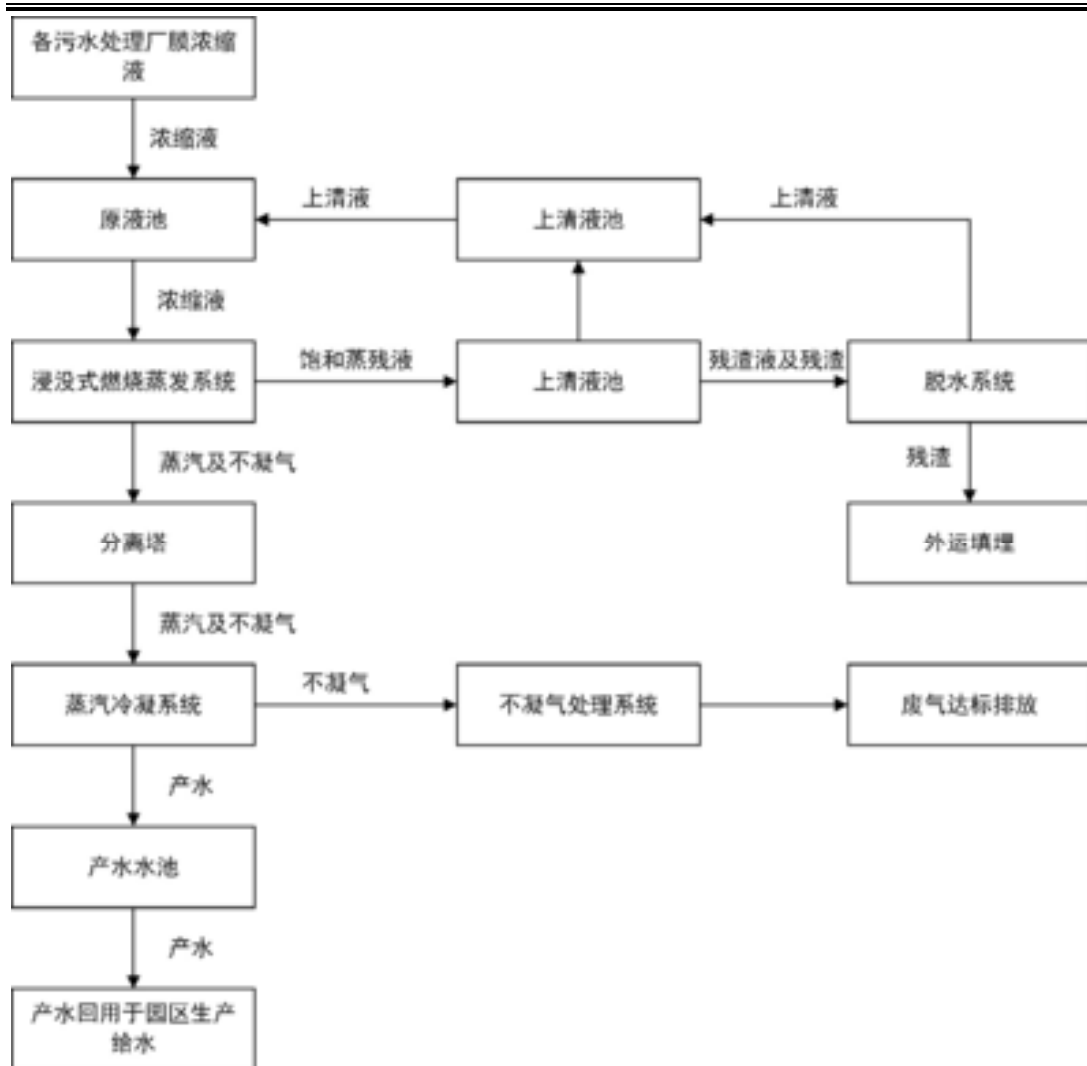 各污水处理厂膜浓缩
液
浓缩液
原液池
上清液
上清液池
上清液
浓缩液
浸没式燃烧蒸发系统
饱和蒸残液
上清液池
残渣液及残渣
脱水系统
蒸汽及不凝气
残渣
分离塔
外运填埋
蒸汽及不凝气
蒸汽冷凝系统
不凝气
不凝气处理系统
废气达标排放
产水
产水水池
产水
产水回用于园区生产
给水